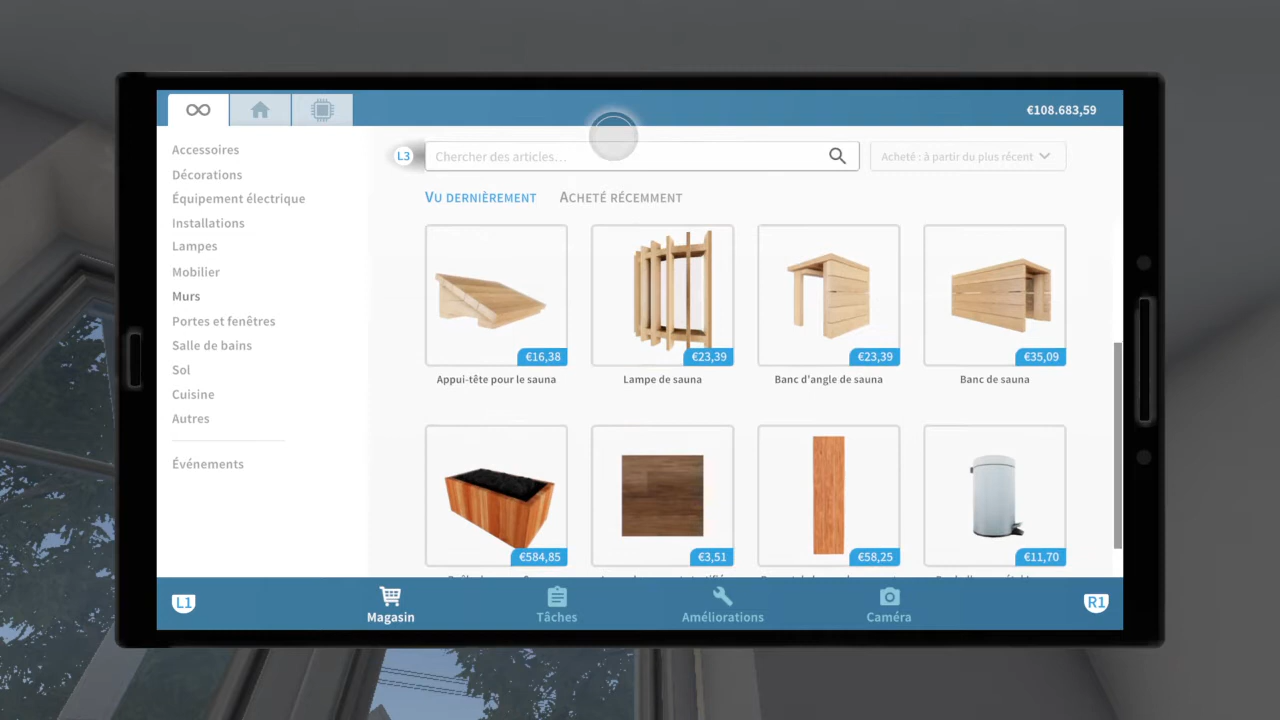 €108.683,59
Accessoires
Décorations
Équipement électrique
Installations
Lampes
Mobilier
Murs
Portes et fenêtres
Salle de bains
Sol
Cuisine
Autres
Événements
L3
Chercher des articles...
Acheté : à partir du plus récent
VU DERNIÈREMENT
ACHETÉ RÉCEMMENT
€16,38
€23,39
€23,39
€35,09
Appui-tête pour le sauna
Lampe de sauna
Banc d'angle de sauna
Banc de sauna
€584,85
€3,51
€58,25
€11,70
L1
Magasin
Tâches
Améliorations
Caméra
R1